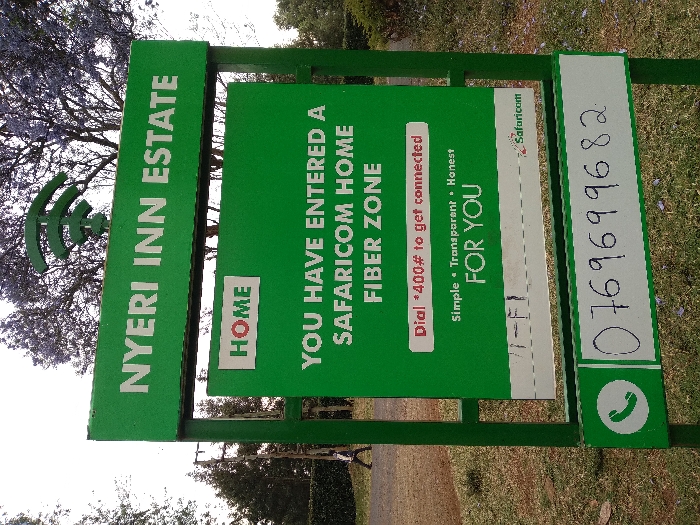 NYERI INN ESTATE
HOME
YOU HAVE ENTERED A
SAFARICOM HOME
FIBER ZONE
Dial *400# to get connected
Simple • Transparent • Honest
FOR YOU
Safaricom
0769699682